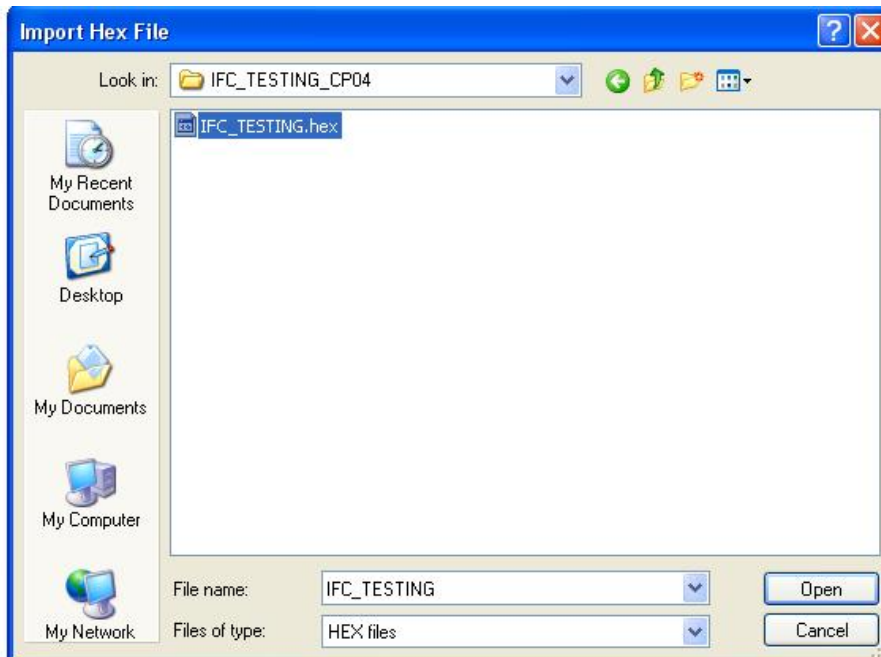 Import Hex File
Look in: IFC_TESTING_CP04
IFC_TESTING.hex
My Recent
Documents
Desktop
My Documents
My Computer
My Network
File name: IFC_TESTING
Open
Files of type: HEX files
Cancel